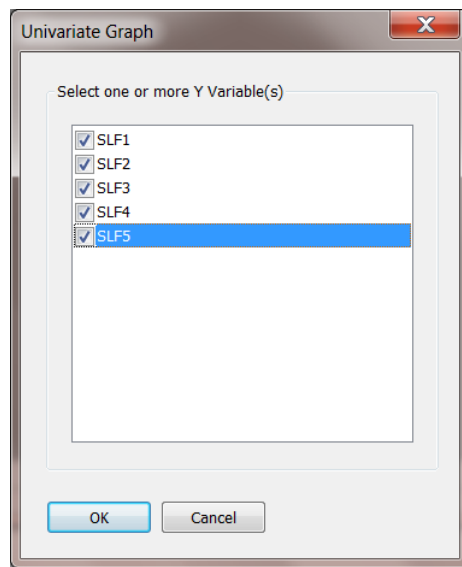 Univariate Graph
Select one or more Y Variable(s)
SLF1
SLF2
SLF3
SLF4
SLF5
OK Cancel